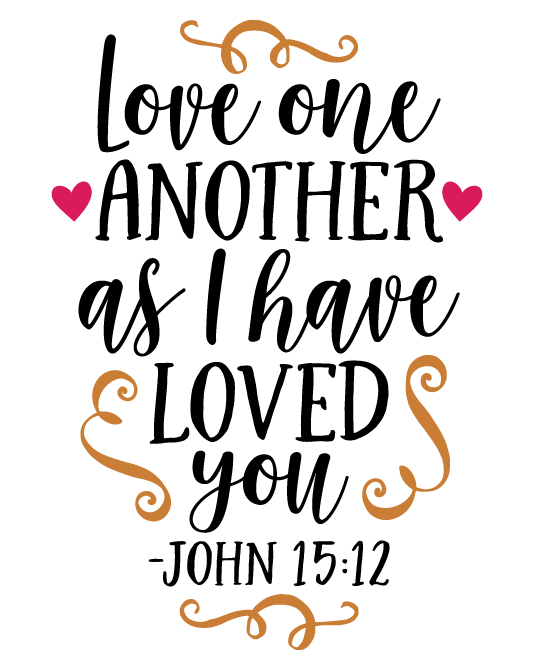 Love one
ANOTHER
as I have
LOVED
you
-JOHN 15:12